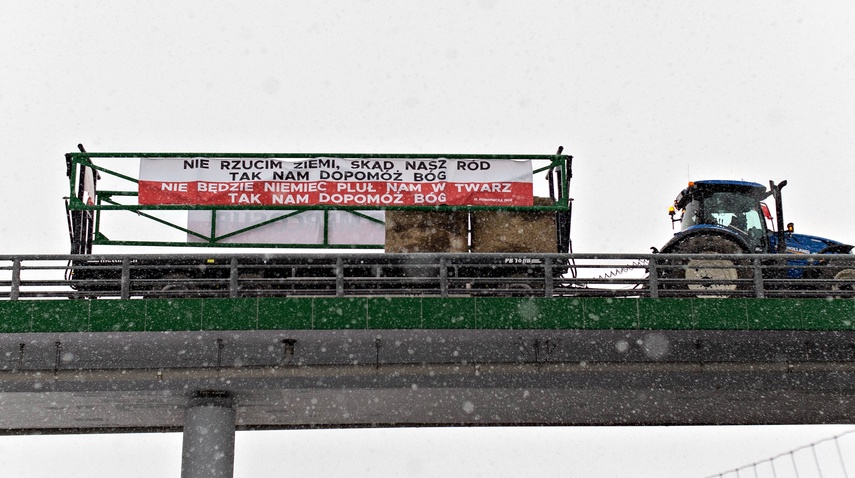 NIE RZUCIM ZIEMI, SKĄD NASZ RÓD
TAK NAM DOPOMÓŻ BÓG
NIE BĘDZIE NIEMIEC PLUŁ NAM W TWARZ
TAK NAM DOPOMÓŻ BÓG